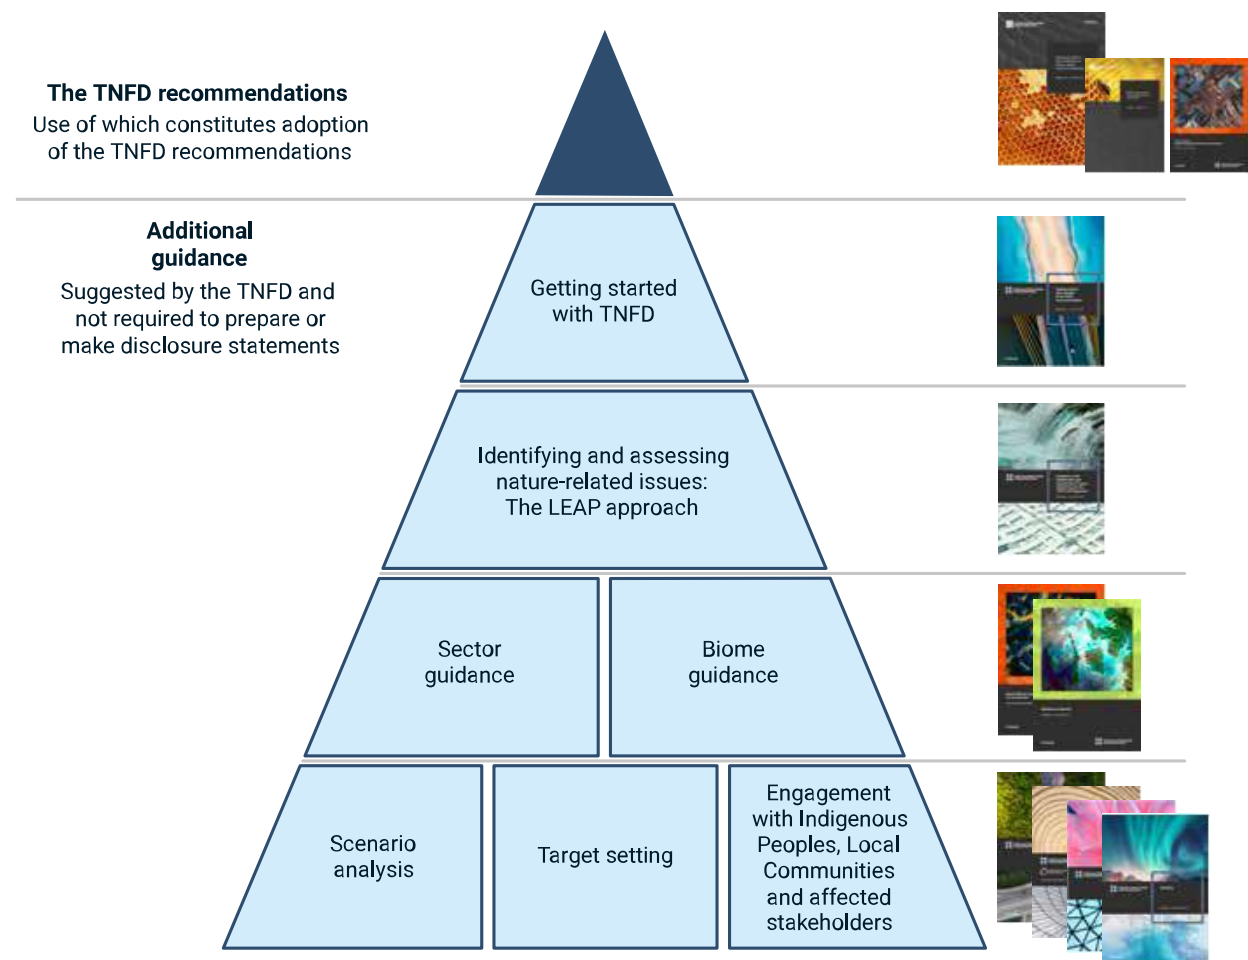 The TNFD recommendations
Use of which constitutes adoption
of the TNFD recommendations
Additional
guidance
Suggested by the TNFD and
not required to prepare or
make disclosure statements
Getting started
with TNFD
Identifying and assessing
nature-related issues:
The LEAP approach
Sector
guidance
Biome
guidance
Scenario
analysis
Target setting
Engagement
with Indigenous
Peoples, Local
Communities
and affected
stakeholders